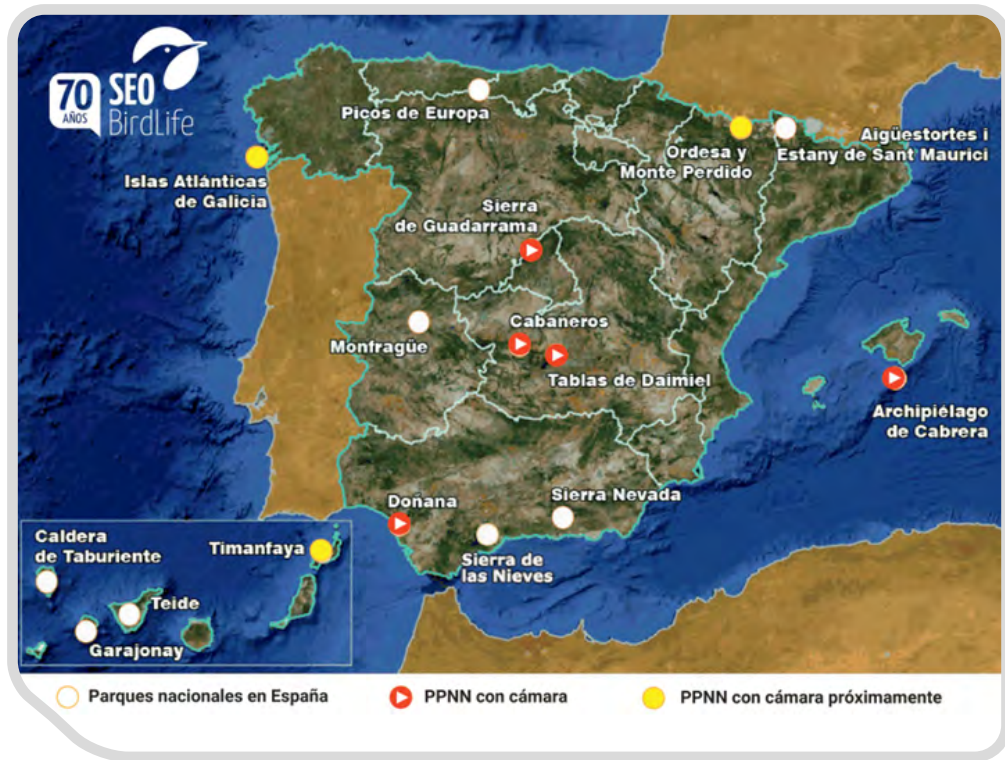 70
AÑOS
SEO
BirdLife
Picos de Europa
Ordesa y
Monte Perdido
Aigüestortes i
Estany de Sant Maurici
Islas Atlánticas
de Galicia
Sierra
de Guadarrama
Monfragüe
Cabañeros
Tablas de Daimiel
Archipiélago
de Cabrera
Doñana
Sierra Nevada
Sierra de
las Nieves
Caldera
de Taburiente
Timanfaya
Teide
Garajonay
Parques nacionales en España
PPNN con cámara
PPNN con cámara próximamente